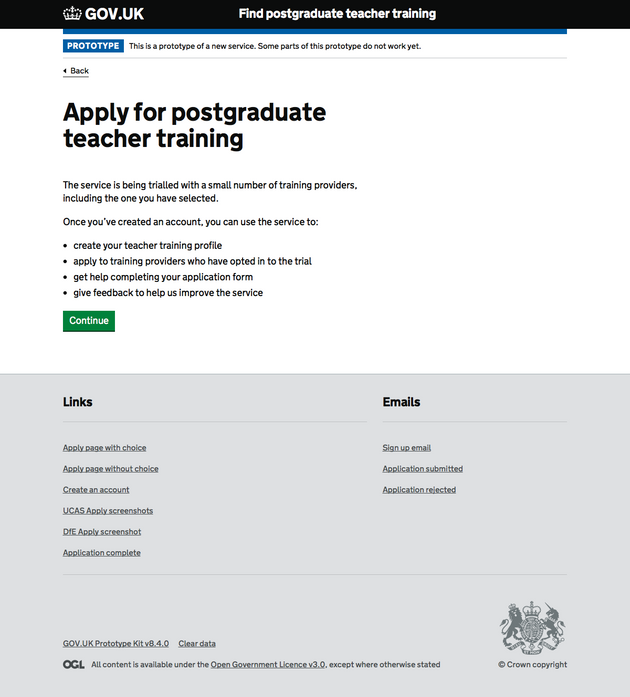 GOV.UK
Find postgraduate teacher training
PROTOTYPE This is a prototype of a new service. Some parts of this prototype do not work yet.
Back
Apply for postgraduate
teacher training
The service is being trialled with a small number of training providers,
including the one you have selected.
Once you’ve created an account, you can use the service to:
• create your teacher training profile
• apply to training providers who have opted in to the trial
• get help completing your application form
• give feedback to help us improve the service
Continue
Links
Apply page with choice
Apply page without choice
Create an account
UCAS Apply screenshots
DfE Apply screenshot
Application complete
Emails
Sign up email
Application submitted
Application rejected
GOV.UK Prototype Kit v8.4.0 Clear data
OGL All content is available under the Open Government Licence v3.0, except where otherwise stated
© Crown copyright